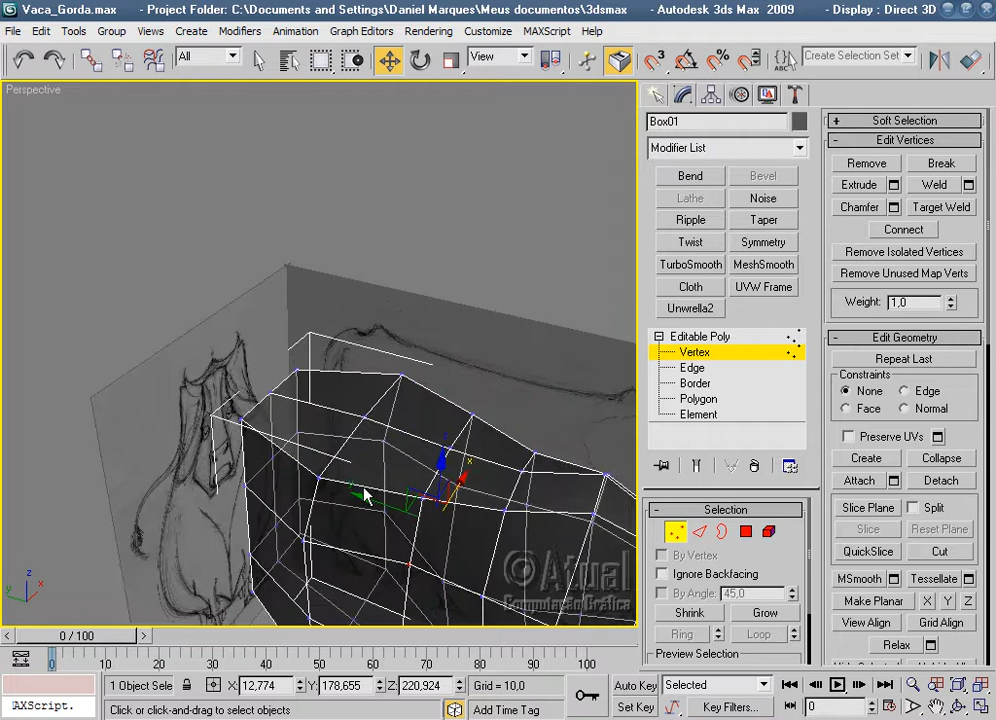 Vaca_Gorda.max - Project Folder: C:\Documents and Settings\Daniel Marques\Meus documentos\3dsmax - Autodesk 3ds Max 2009 - Display : Direct 3D
File Edit Tools Group Views Create Modifiers Animation Graph Editors Rendering Customize MAXScript Help
All View Create Selection Set
Perspective
Box01
Modifier List
Bend Bevel
Lathe Noise
Ripple Taper
Twist Symmetry
TurboSmooth MeshSmooth
Cloth UVW Frame
Unwrella2
Editable Poly
Vertex
Edge
Border
Polygon
Element
Selection
By Vertex
Ignore Backfacing
By Angle: 45,0
Shrink Grow
Ring Loop
Preview Selection
Soft Selection
Edit Vertices
Remove Break
Extrude Weld
Chamfer Target Weld
Connect
Remove Isolated Vertices
Remove Unused Map Verts
Weight: 1,0
Edit Geometry
Repeat Last
Constraints
None Edge
Face Normal
Preserve UVs
Create Collapse
Attach Detach
Slice Plane Split
Slice Reset Plane
QuickSlice Cut
MSmooth Tessellate
Make Planar X Y Z
View Align Grid Align
Relax
©Atual
Computação Gráfica
0 / 100
0 10 20 30 40 50 60 70 80 90 100
1 Object Sele X: 12,774 Y: 178,655 Z: 220,924 Grid = 10,0 Auto Key Selected
AXScript. Click or click-and-drag to select objects Add Time Tag Set Key Key Filters... 0